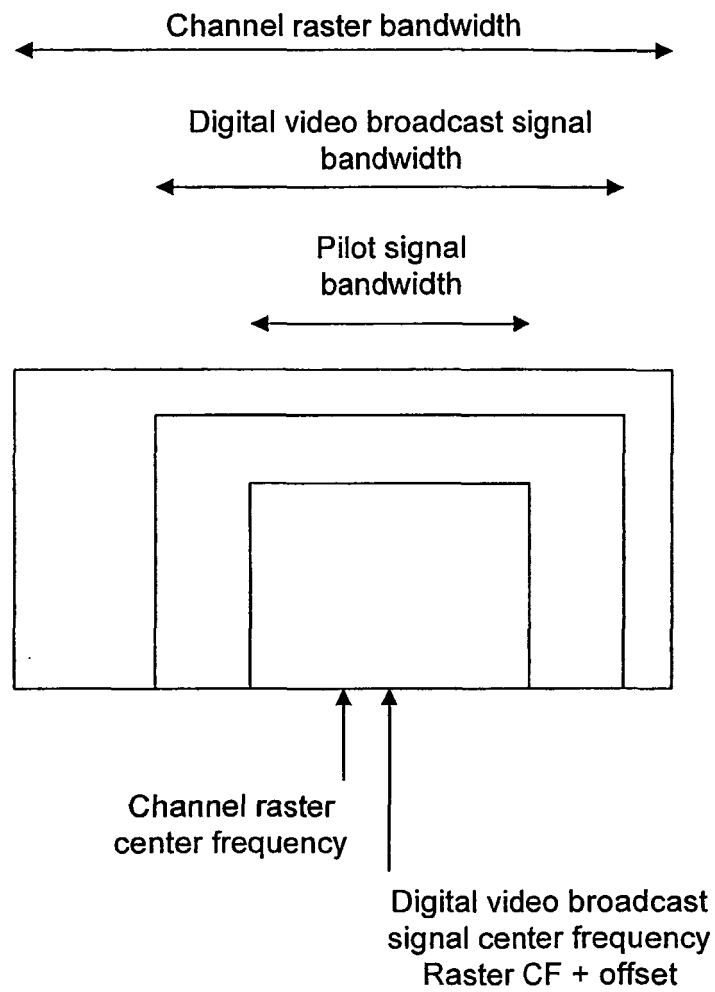 Channel raster bandwidth
Digital video broadcast signal
bandwidth
Pilot signal
bandwidth
Channel raster
center frequency
Digital video broadcast
signal center frequency
Raster CF + offset